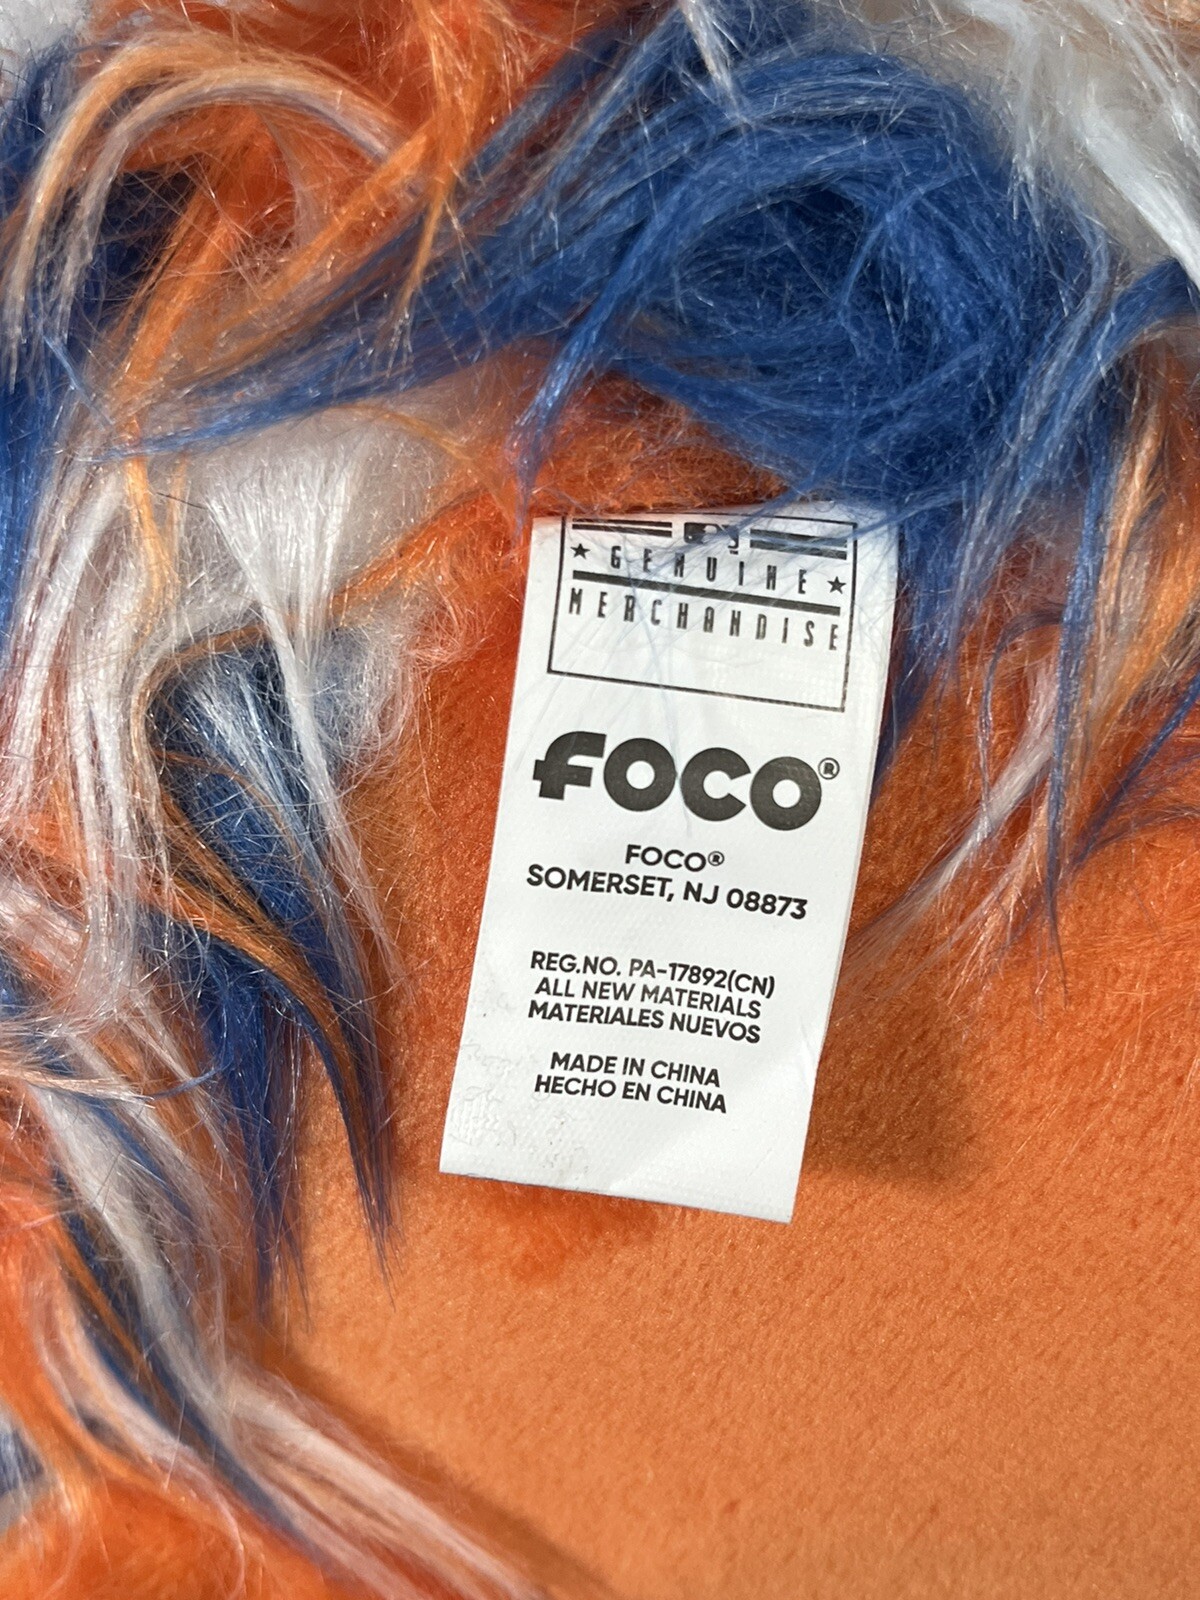 ★ GENUINE ★
MERCHANDISE
FOCO®
FOCO®
SOMERSET, NJ 08873
REG.NO. PA-17892(CN)
ALL NEW MATERIALS
MATERIALES NUEVOS
MADE IN CHINA
HECHO EN CHINA